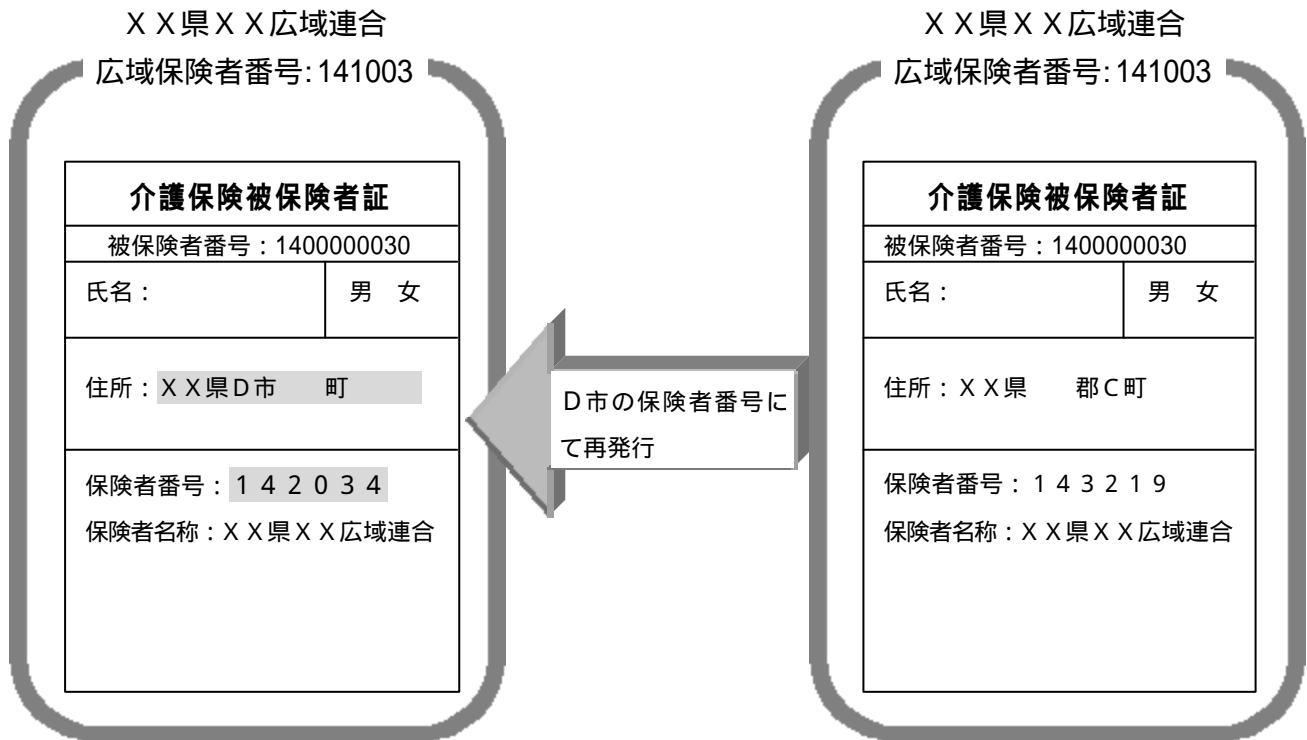 ＸＸ県ＸＸ広域連合
広域保険者番号:141003
介護保険被保険者証
被保険者番号：1400000030
氏名：
男　女
住所：ＸＸ県Ｄ市　　町
保険者番号：１４２０３４
保険者名称：ＸＸ県ＸＸ広域連合
Ｄ市の保険者番号に
て再発行
ＸＸ県ＸＸ広域連合
広域保険者番号:141003
介護保険被保険者証
被保険者番号：1400000030
氏名：
男　女
住所：ＸＸ県　　郡Ｃ町
保険者番号：１４３２１９
保険者名称：ＸＸ県ＸＸ広域連合